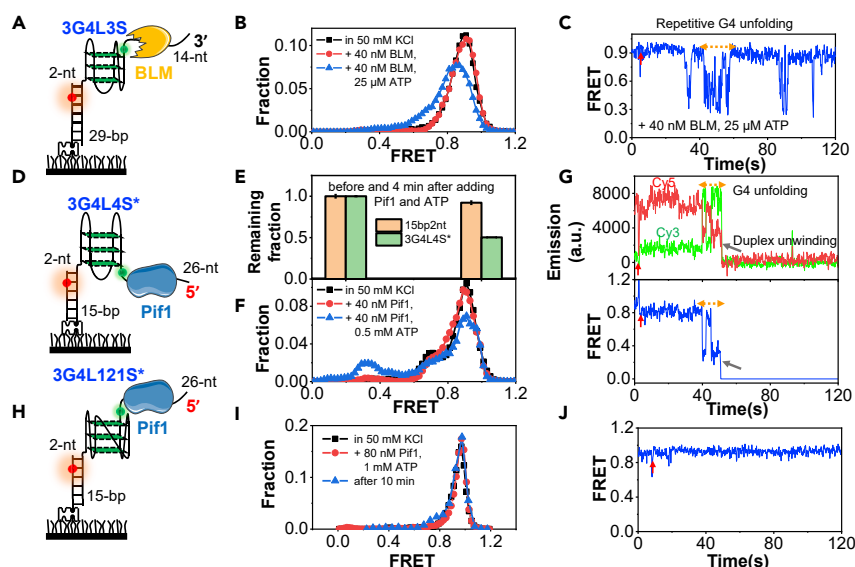 A
3G4L3S
3′
BLM
14-nt
2-nt
29-bp
B
0.10
0.05
0.00
Fraction
in 50 mM KCl
+ 40 nM BLM
+ 40 nM BLM,
25 μM ATP
0.0 0.4 0.8 1.2
FRET
C
Repetitive G4 unfolding
1.2
0.9
0.6
0.3
0.0
FRET
+ 40 nM BLM, 25 μM ATP
0 40 80 120
Time(s)
D
3G4L4S*
2-nt
26-nt
5′
15-bp
Pif1
E
1.0
0.5
0.0
Remaining
fraction
before and 4 min after adding
Pif1 and ATP
15bp2nt
3G4L4S*
F
0.08
0.04
0.00
Fraction
in 50 mM KCl
+ 40 nM Pif1
+ 40 nM Pif1,
0.5 mM ATP
0.0 0.4 0.8 1.2
FRET
G
8000
4000
0
Emission
(a.u.)
Cy5
Cy3
G4 unfolding
Duplex unwinding
1.2
0.8
0.4
0.0
FRET
0 40 80 120
Time(s)
H
3G4L121S*
26-nt
5′
Pif1
2-nt
15-bp
I
0.2
0.1
0.0
Fraction
in 50 mM KCl
+ 80 nM Pif1,
1 mM ATP
after 10 min
0.0 0.4 0.8 1.2
FRET
J
1.2
0.8
0.4
0.0
FRET
0 40 80 120
Time(s)